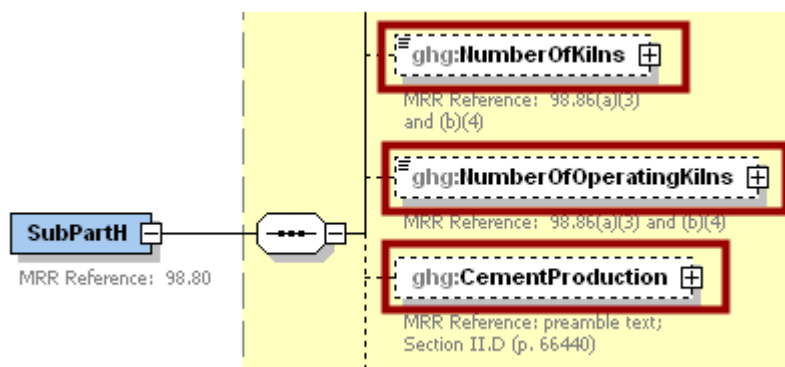 ghg:NumberOfKilns
MRR Reference: 98.86(a)(3)
and (b)(4)
ghg:NumberOfOperatingKilns
MRR Reference: 98.86(a)(3) and (b)(4)
SubPartH
MRR Reference: 98.80
ghg:CementProduction
MRR Reference: preamble text;
Section II.D (p. 66440)